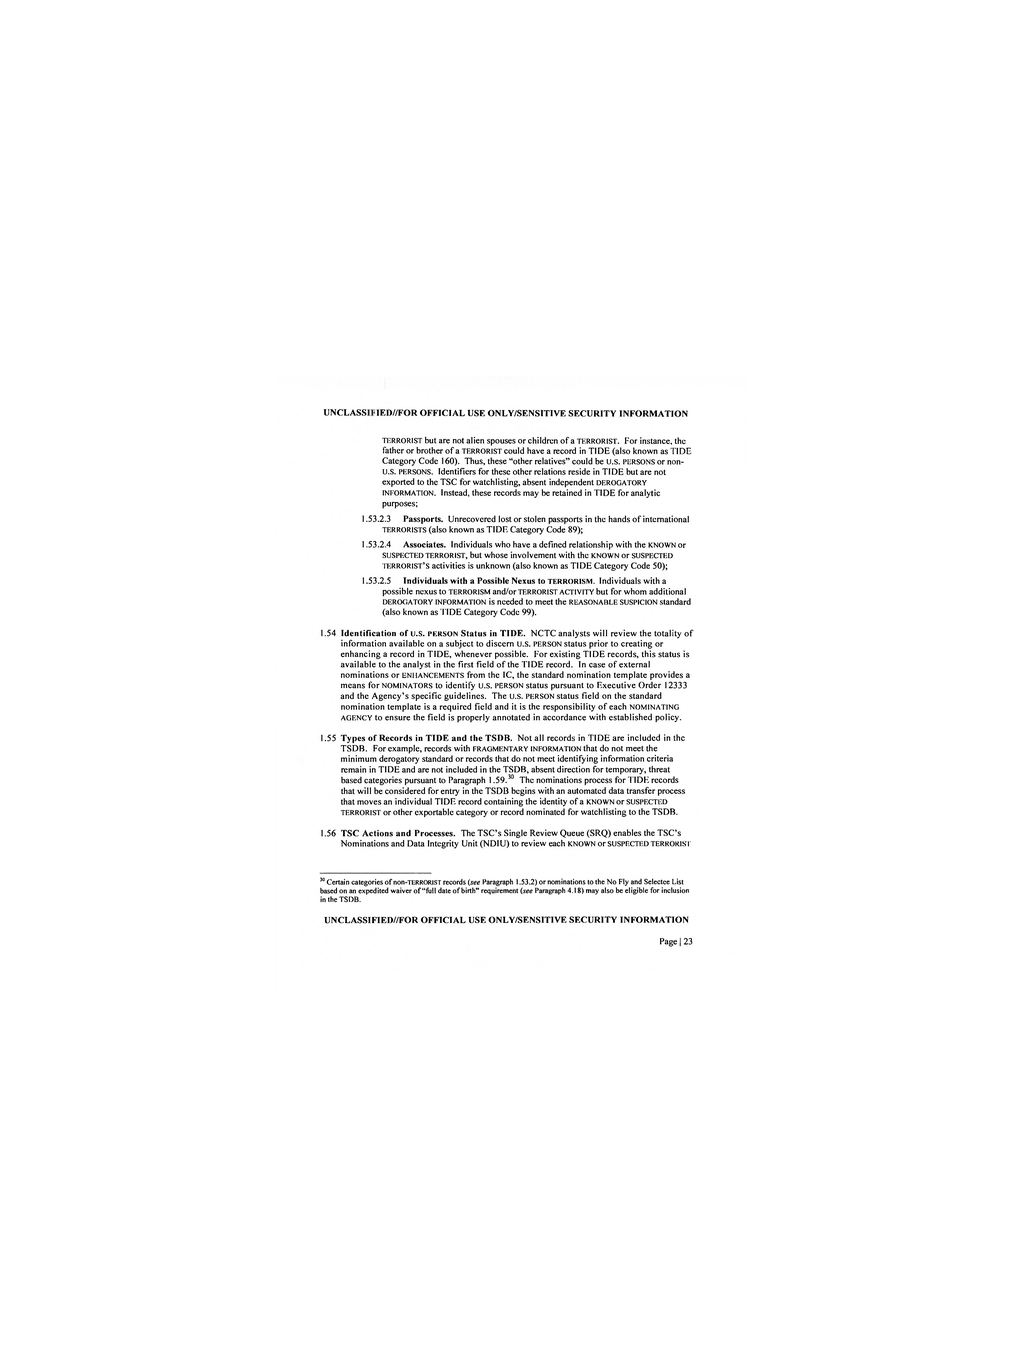 UNCLASSIFIED//FOR OFFICIAL USE ONLY/SENSITIVE SECURITY INFORMATION
TERRORIST but are not alien spouses or children of a TERRORIST. For instance, the
father or brother of a TERRORIST could have a record in TIDE (also known as TIDE
Category Code 160). Thus, these “other relatives” could be U.S. PERSONS or non-
U.S. PERSONS. Identifiers for these other relations reside in TIDE but are not
exported to the TSC for watchlisting, absent independent DEROGATORY
INFORMATION. Instead, these records may be retained in TIDE for analytic
purposes;
1.53.2.3 Passports. Unrecovered lost or stolen passports in the hands of international
TERRORISTS (also known as TIDE Category Code 89);
1.53.2.4 Associates. Individuals who have a defined relationship with the KNOWN or
SUSPECTED TERRORIST, but whose involvement with the KNOWN or SUSPECTED
TERRORIST'S activities is unknown (also known as TIDE Category Code 50);
1.53.2.5 Individuals with a Possible Nexus to TERRORISM. Individuals with a
possible nexus to TERRORISM and/or TERRORIST ACTIVITY but for whom additional
DEROGATORY INFORMATION is needed to meet the REASONABLE SUSPICION standard
(also known as TIDE Category Code 99).
1.54 Identification of U.S. PERSON Status in TIDE. NCTC analysts will review the totality of
information available on a subject to discern U.S. PERSON status prior to creating or
enhancing a record in TIDE, whenever possible. For existing TIDE records, this status is
available to the analyst in the first field of the TIDE record. In case of external
nominations or ENHANCEMENTS from the IC, the standard nomination template provides a
means for NOMINATORS to identify U.S. PERSON status pursuant to Executive Order 12333
and the Agency's specific guidelines. The U.S. PERSON status field on the standard
nomination template is a required field and it is the responsibility of each NOMINATING
AGENCY to ensure the field is properly annotated in accordance with established policy.
1.55 Types of Records in TIDE and the TSDB. Not all records in TIDE are included in the
TSDB. For example, records with FRAGMENTARY INFORMATION that do not meet the
minimum derogatory standard or records that do not meet identifying information criteria
remain in TIDE and are not included in the TSDB, absent direction for temporary, threat
based categories pursuant to Paragraph 1.59.30 The nominations process for TIDE records
that will be considered for entry in the TSDB begins with an automated data transfer process
that moves an individual TIDE record containing the identity of a KNOWN or SUSPECTED
TERRORIST or other exportable category or record nominated for watchlisting to the TSDB.
1.56 TSC Actions and Processes. The TSC's Single Review Queue (SRQ) enables the TSC's
Nominations and Data Integrity Unit (NDIU) to review each KNOWN or SUSPECTED TERRORIST
30 Certain categories of non-TERRORIST records (see Paragraph 1.53.2) or nominations to the No Fly and Selectee List
based on an expedited waiver of “full date of birth” requirement (see Paragraph 4.18) may also be eligible for inclusion
in the TSDB.
UNCLASSIFIED//FOR OFFICIAL USE ONLY/SENSITIVE SECURITY INFORMATION
Page | 23